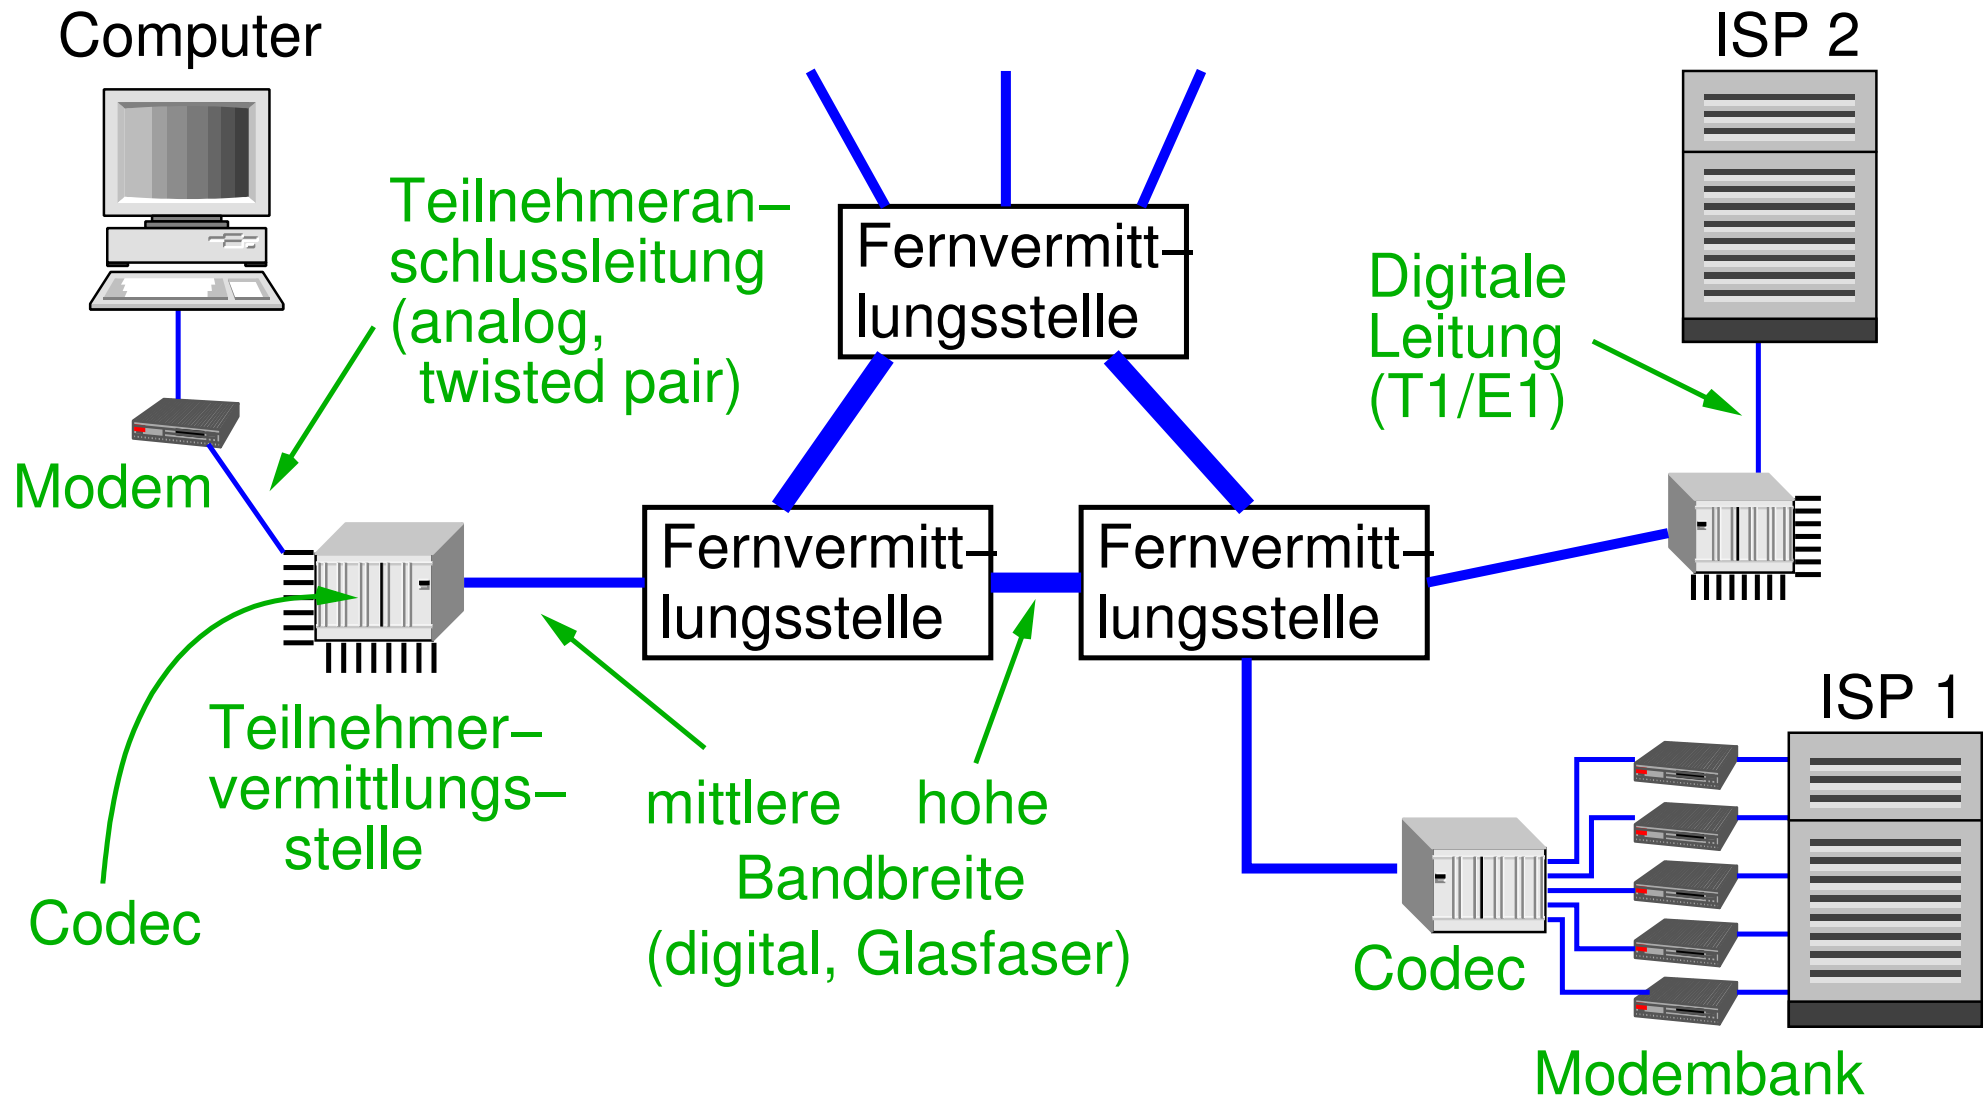 Computer
ISP 2
Teilnehmeran–
schlussleitung
(analog,
twisted pair)
Fernvermitt–
lungsstelle
Digitale
Leitung
(T1/E1)
Modem
Fernvermitt–
lungsstelle
Fernvermitt–
lungsstelle
Teilnehmer–
vermittlungs–
stelle
ISP 1
mittlere hohe
Bandbreite
(digital, Glasfaser)
Codec
Codec
Modembank